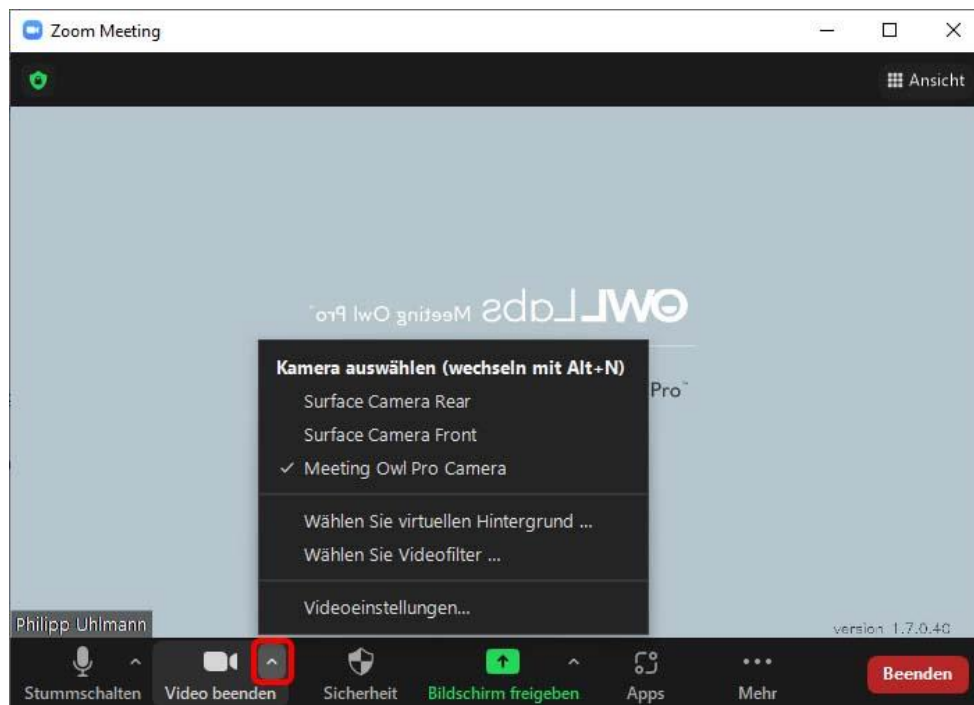 Zoom Meeting
Ansicht
OWL Labs Meeting Owl Pro™
Kamera auswählen (wechseln mit Alt+N)
Pro™
Surface Camera Rear
Surface Camera Front
Meeting Owl Pro Camera
Wählen Sie virtuellen Hintergrund ...
Wählen Sie Videofilter ...
Videoeinstellungen...
Philipp Uhlmann
version 1.7.0.40
Stummschalten Video beenden Sicherheit Bildschirm freigeben Apps Mehr Beenden